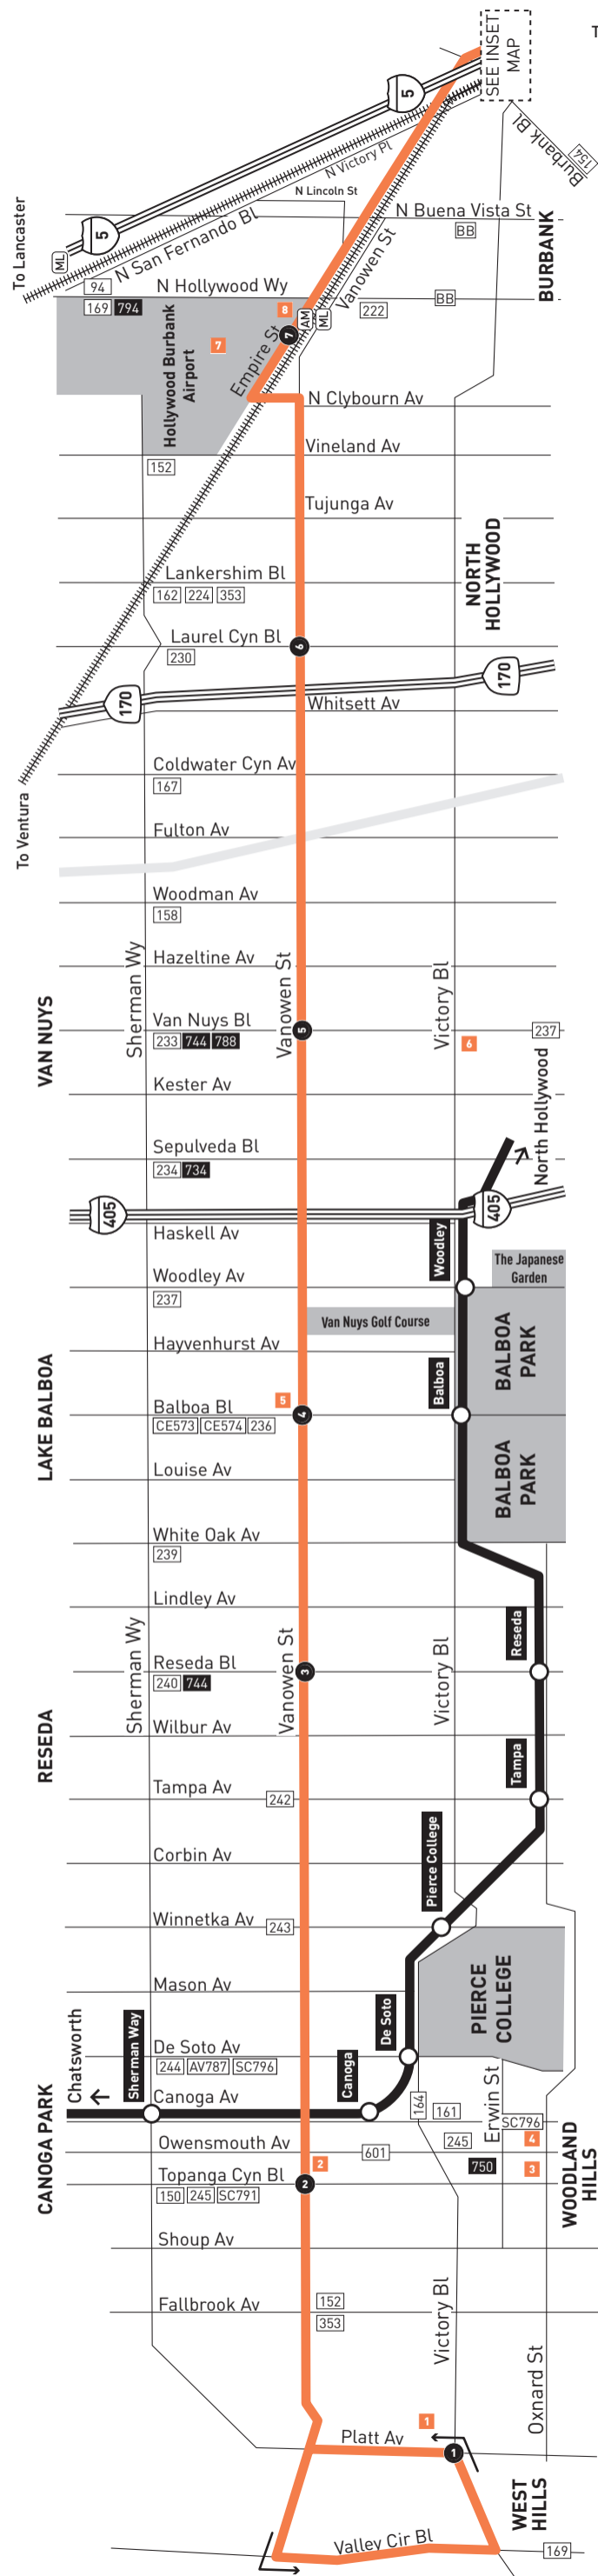 T
SEE INSET
MAP
5
Burbank Bl
154
N Victory Pl
N Lincoln St
To Lancaster
ML
5
N San Fernando Bl
N Buena Vista St
BB
BURBANK
Vanowen St
94
N Hollywood Wy
BB
169
794
8
AM
ML
222
Hollywood Burbank
Airport
7
Empire St
7
N Clybourn Av
Vineland Av
152
Tujunga Av
NORTH
HOLLYWOOD
Lankershim Bl
162
224
353
Laurel Cyn Bl
6
230
170
170
Whitsett Av
To Ventura
Coldwater Cyn Av
167
Fulton Av
Woodman Av
158
Hazeltine Av
VAN NUYS
Sherman Wy
Vanowen St
Victory Bl
Van Nuys Bl
5
233
744
788
6
237
Kester Av
North Hollywood
Sepulveda Bl
234
734
405
405
Haskell Av
Woodley
The Japanese
Garden
Woodley Av
237
Van Nuys Golf Course
Hayvenhurst Av
BALBOA
PARK
LAKE BALBOA
Balboa
5
Balboa Bl
4
CE573
CE574
236
BALBOA
PARK
Louise Av
White Oak Av
239
Lindley Av
Sherman Wy
Vanowen St
Victory Bl
Reseda
Reseda Bl
3
240
744
RESEDA
Wilbur Av
Tampa
Tampa Av
242
Corbin Av
Pierce College
Winnetka Av
243
Mason Av
PIERCE
COLLEGE
Chatsworth
Sherman Way
De Soto
De Soto Av
244
AV787
SC796
Canoga
Canoga Av
164
161
Erwin St
SC796
CANOGA PARK
Owensmouth Av
601
245
4
WOODLAND
HILLS
Topanga Cyn Bl
2
2
750
3
150
245
SC791
Shoup Av
Fallbrook Av
152
353
Victory Bl
Oxnard St
1
Platt Av
1
WEST
HILLS
Valley Cir Bl
169